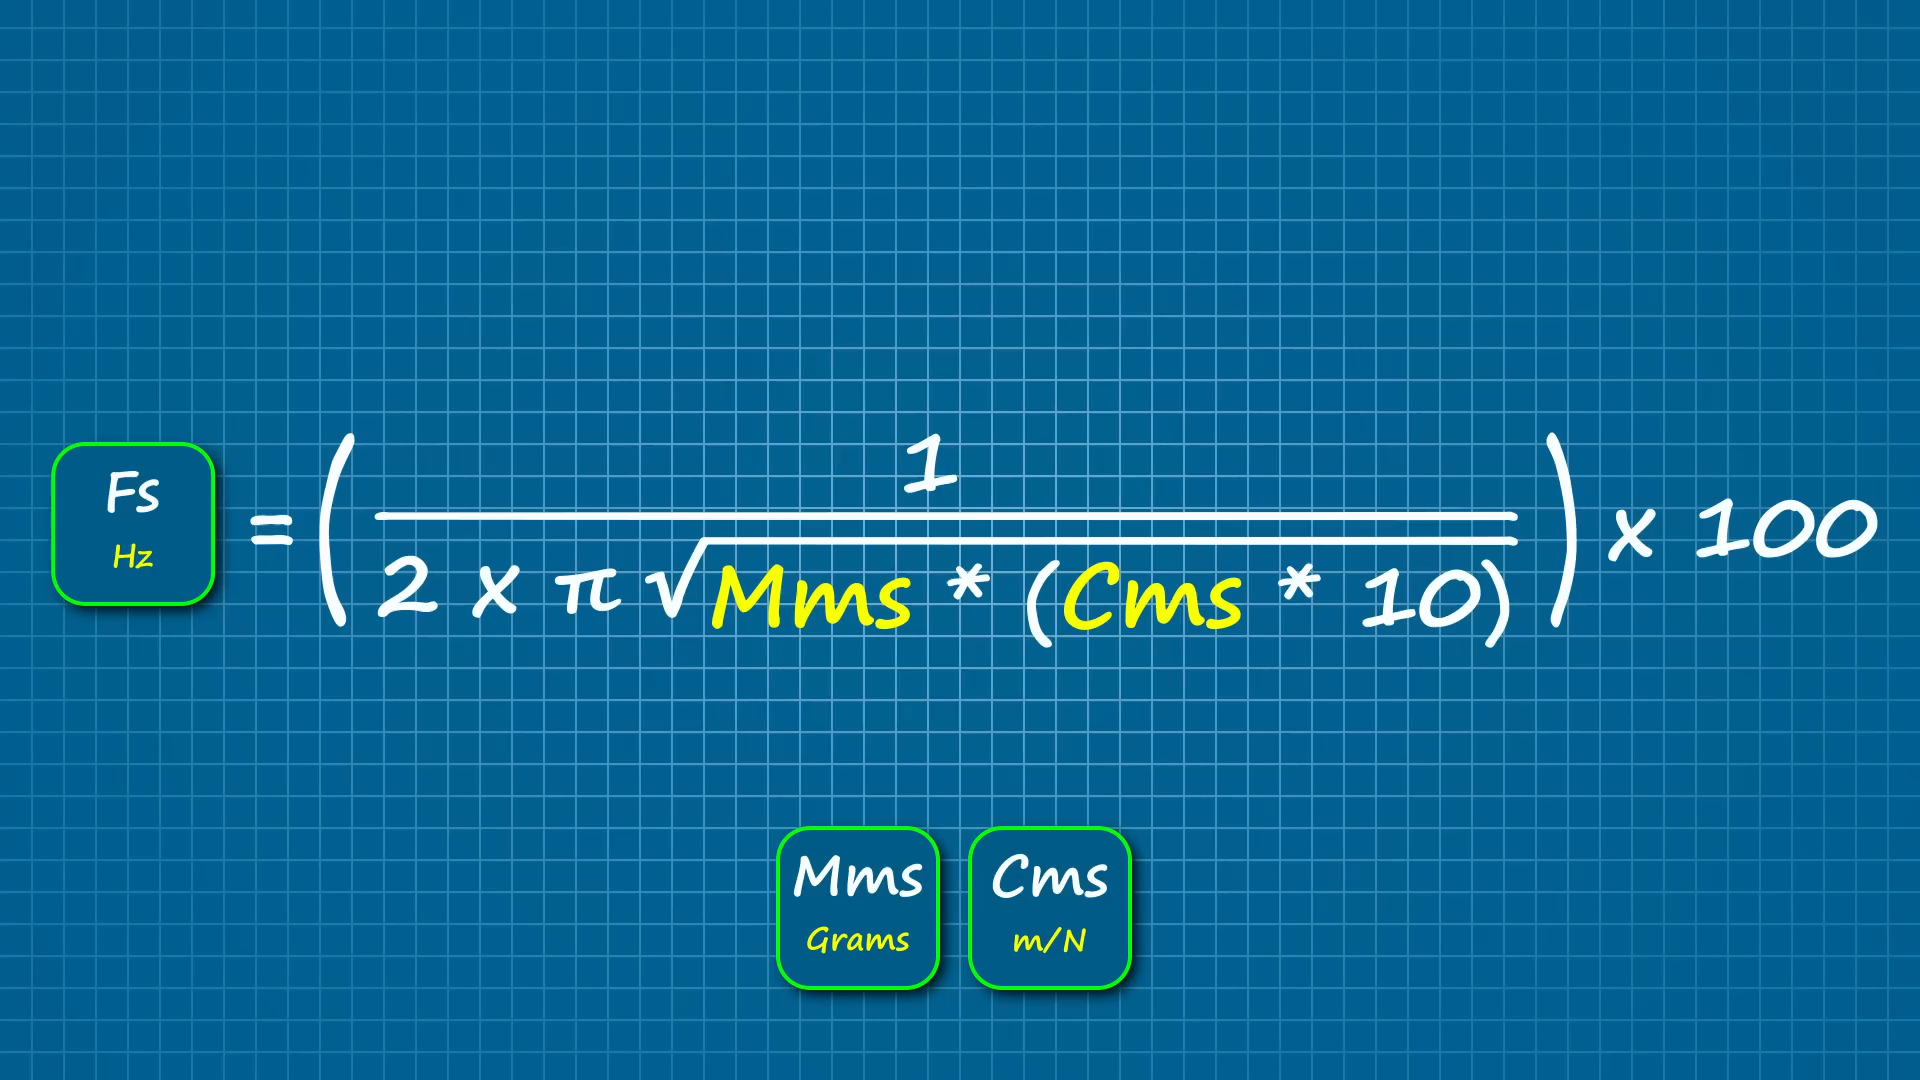 Fs
Hz
= ( 1 / 2 x π √ Mms * (Cms * 10) ) x 100
Mms
Grams
Cms
m/N